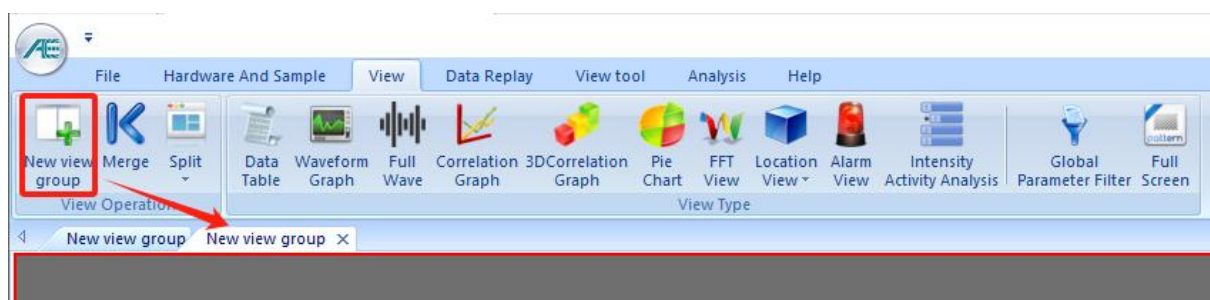 AE
File Hardware And Sample View Data Replay View tool Analysis Help
New view group Merge Split Data Table Waveform Graph Full Wave Correlation Graph 3DCorrelation Graph Pie Chart FFT View Location View Alarm View Intensity Activity Analysis Global Parameter Filter pattern Full Screen
View Operation View Type
New view group New view group